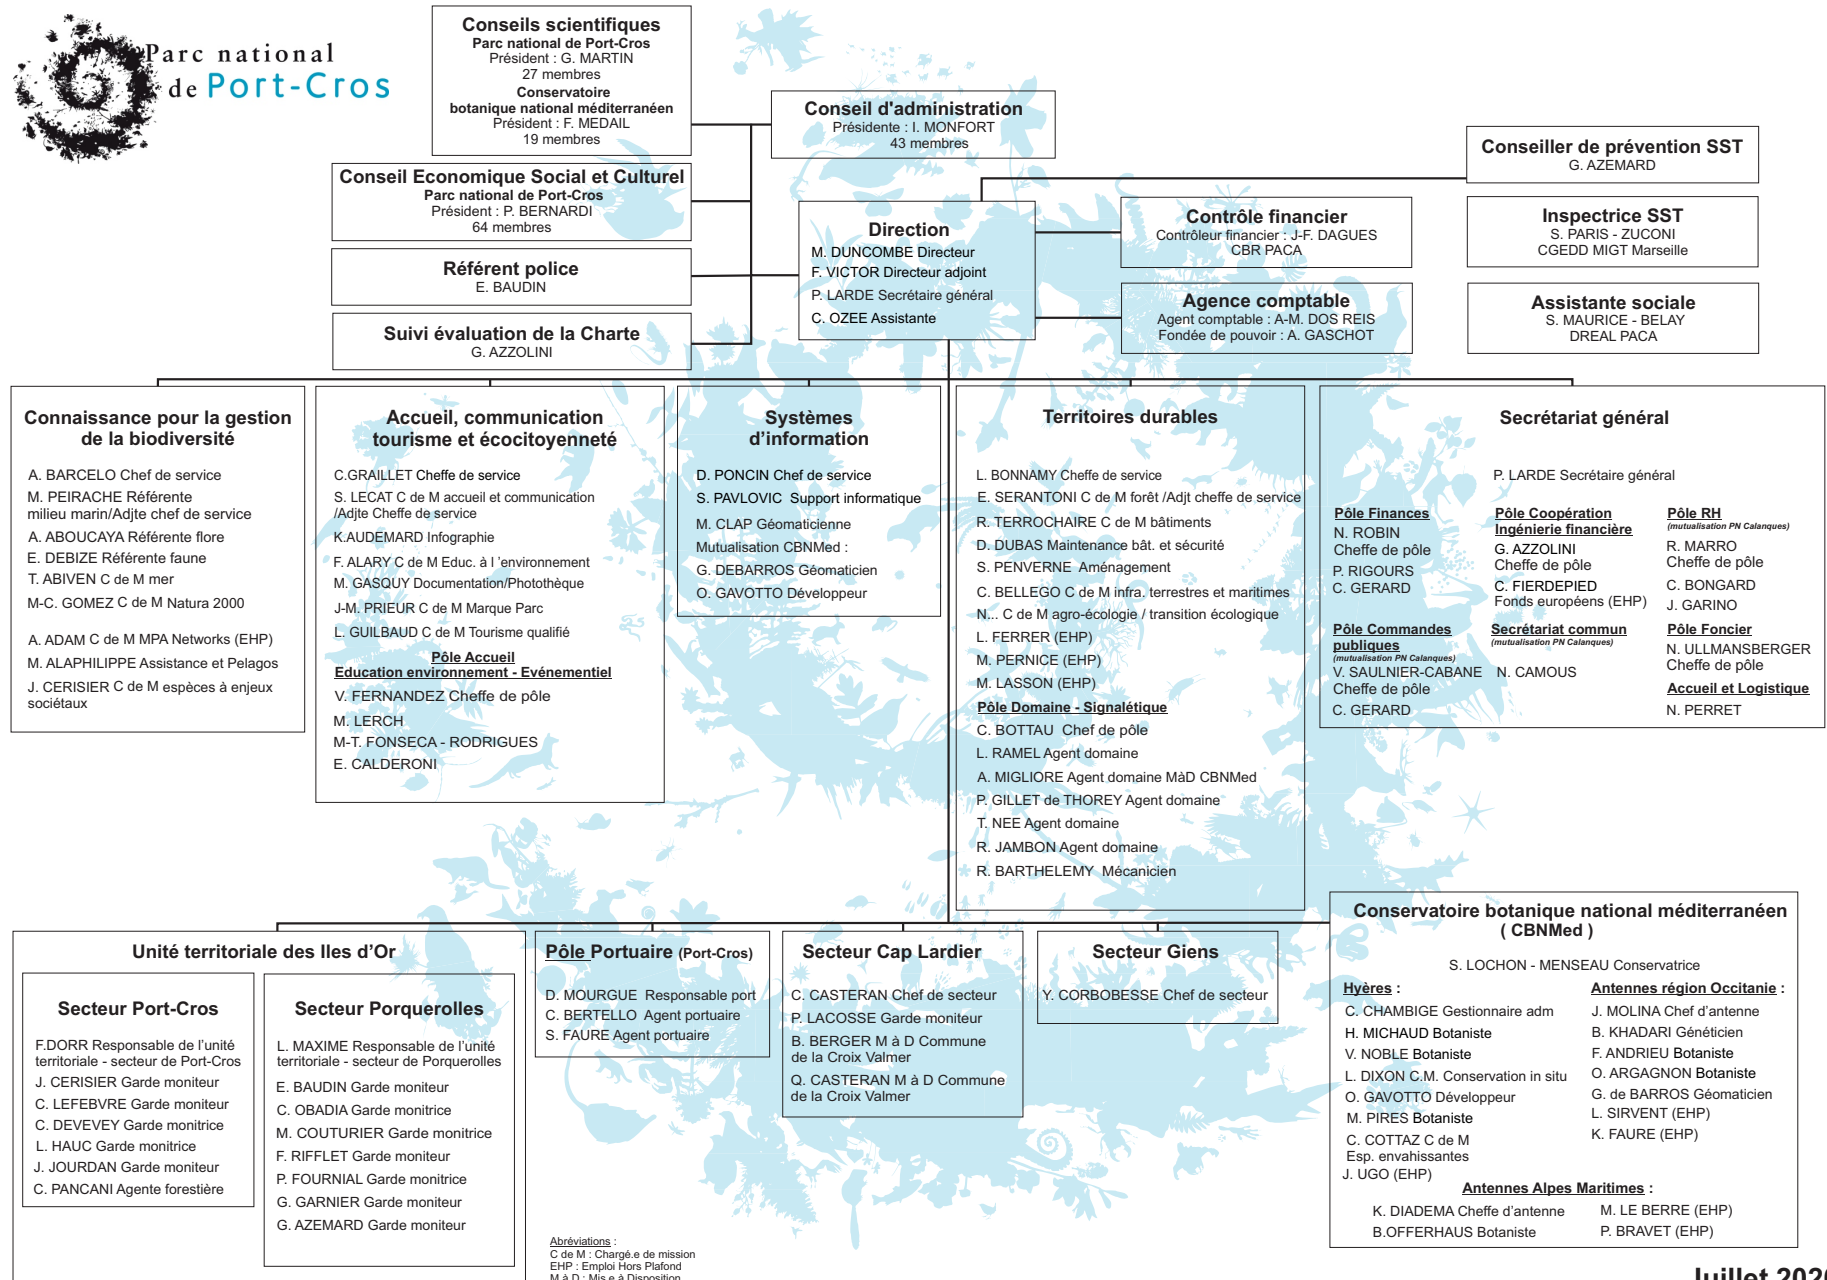 Parc national
de Port-Cros
Conseils scientifiques
Parc national de Port-Cros
Président : G. MARTIN
27 membres
Conservatoire
botanique national méditerranéen
Président : F. MEDAIL
19 membres
Conseil d'administration
Présidente : I. MONFORT
43 membres
Conseil Economique Social et Culturel
Parc national de Port-Cros
Président : P. BERNARDI
64 membres
Référent police
E. BAUDIN
Suivi évaluation de la Charte
G. AZZOLINI
Direction
M. DUNCOMBE Directeur
F. VICTOR Directeur adjoint
P. LARDE Secrétaire général
C. OZEE Assistante
Contrôle financier
Contrôleur financier : J-F. DAGUES
CBR PACA
Agence comptable
Agent comptable : A-M. DOS REIS
Fondée de pouvoir : A. GASCHOT
Conseiller de prévention SST
G. AZEMARD
Inspectrice SST
S. PARIS - ZUCONI
CGEDD MIGT Marseille
Assistante sociale
S. MAURICE - BELAY
DREAL PACA
Connaissance pour la gestion
de la biodiversité
A. BARCELO Chef de service
M. PEIRACHE Référente
milieu marin/Adjte chef de service
A. ABOUCAYA Référente flore
E. DEBIZE Référente faune
T. ABIVEN C de M mer
M-C. GOMEZ C de M Natura 2000
A. ADAM C de M MPA Networks (EHP)
M. ALAPHILIPPE Assistance et Pelagos
J. CERISIER C de M espèces à enjeux
sociétaux
Accueil, communication
tourisme et écocitoyenneté
C.GRAILLET Cheffe de service
S. LECAT C de M accueil et communication
/Adjte Cheffe de service
K.AUDEMARD Infographie
F. ALARY C de M Educ. à l 'environnement
M. GASQUY Documentation/Photothèque
J-M. PRIEUR C de M Marque Parc
L. GUILBAUD C de M Tourisme qualifié
Pôle Accueil
Education environnement - Evénementiel
V. FERNANDEZ Cheffe de pôle
M. LERCH
M-T. FONSECA - RODRIGUES
E. CALDERONI
Systèmes
d'information
D. PONCIN Chef de service
S. PAVLOVIC Support informatique
M. CLAP Géomaticienne
Mutualisation CBNMed :
G. DEBARROS Géomaticien
O. GAVOTTO Développeur
Territoires durables
L. BONNAMY Cheffe de service
E. SERANTONI C de M forêt /Adjt cheffe de service
R. TERROCHAIRE C de M bâtiments
D. DUBAS Maintenance bât. et sécurité
S. PENVERNE Aménagement
C. BELLEGO C de M infra. terrestres et maritimes
N... C de M agro-écologie / transition écologique
L. FERRER (EHP)
M. PERNICE (EHP)
M. LASSON (EHP)
Pôle Domaine - Signalétique
C. BOTTAU Chef de pôle
L. RAMEL Agent domaine
A. MIGLIORE Agent domaine MàD CBNMed
P. GILLET de THOREY Agent domaine
T. NEE Agent domaine
R. JAMBON Agent domaine
R. BARTHELEMY Mécanicien
Secrétariat général
P. LARDE Secrétaire général
Pôle Finances
N. ROBIN
Cheffe de pôle
P. RIGOURS
C. GERARD
Pôle Commandes
publiques
(mutualisation PN Calanques)
V. SAULNIER-CABANE
Cheffe de pôle
C. GERARD
Pôle Coopération
Ingénierie financière
G. AZZOLINI
Cheffe de pôle
C. FIERDEPIED
Fonds européens (EHP)
Secrétariat commun
(mutualisation PN Calanques)
N. CAMOUS
Pôle RH
(mutualisation PN Calanques)
R. MARRO
Cheffe de pôle
C. BONGARD
J. GARINO
Pôle Foncier
N. ULLMANSBERGER
Cheffe de pôle
Accueil et Logistique
N. PERRET
Unité territoriale des Iles d'Or
Secteur Port-Cros
F.DORR Responsable de l'unité
territoriale - secteur de Port-Cros
J. CERISIER Garde moniteur
C. LEFEBVRE Garde moniteur
C. DEVEVEY Garde monitrice
L. HAUC Garde monitrice
J. JOURDAN Garde moniteur
C. PANCANI Agente forestière
Secteur Porquerolles
L. MAXIME Responsable de l'unité
territoriale - secteur de Porquerolles
E. BAUDIN Garde moniteur
C. OBADIA Garde monitrice
M. COUTURIER Garde monitrice
F. RIFFLET Garde moniteur
P. FOURNIAL Garde monitrice
G. GARNIER Garde moniteur
G. AZEMARD Garde moniteur
Pôle Portuaire (Port-Cros)
D. MOURGUE Responsable port
C. BERTELLO Agent portuaire
S. FAURE Agent portuaire
Secteur Cap Lardier
C. CASTERAN Chef de secteur
P. LACOSSE Garde moniteur
B. BERGER M à D Commune
de la Croix Valmer
Q. CASTERAN M à D Commune
de la Croix Valmer
Secteur Giens
Y. CORBOBESSE Chef de secteur
Conservatoire botanique national méditerranéen
( CBNMed )
S. LOCHON - MENSEAU Conservatrice
Hyères :
C. CHAMBIGE Gestionnaire adm
H. MICHAUD Botaniste
V. NOBLE Botaniste
L. DIXON C.M. Conservation in situ
O. GAVOTTO Développeur
M. PIRES Botaniste
C. COTTAZ C de M
Esp. envahissantes
J. UGO (EHP)
Antennes région Occitanie :
J. MOLINA Chef d'antenne
B. KHADARI Généticien
F. ANDRIEU Botaniste
O. ARGAGNON Botaniste
G. de BARROS Géomaticien
L. SIRVENT (EHP)
K. FAURE (EHP)
Antennes Alpes Maritimes :
K. DIADEMA Cheffe d'antenne
B.OFFERHAUS Botaniste
M. LE BERRE (EHP)
P. BRAVET (EHP)
Abréviations :
C de M : Chargé.e de mission
EHP : Emploi Hors Plafond
M à D : Mis.e à Disposition
Juillet 2020